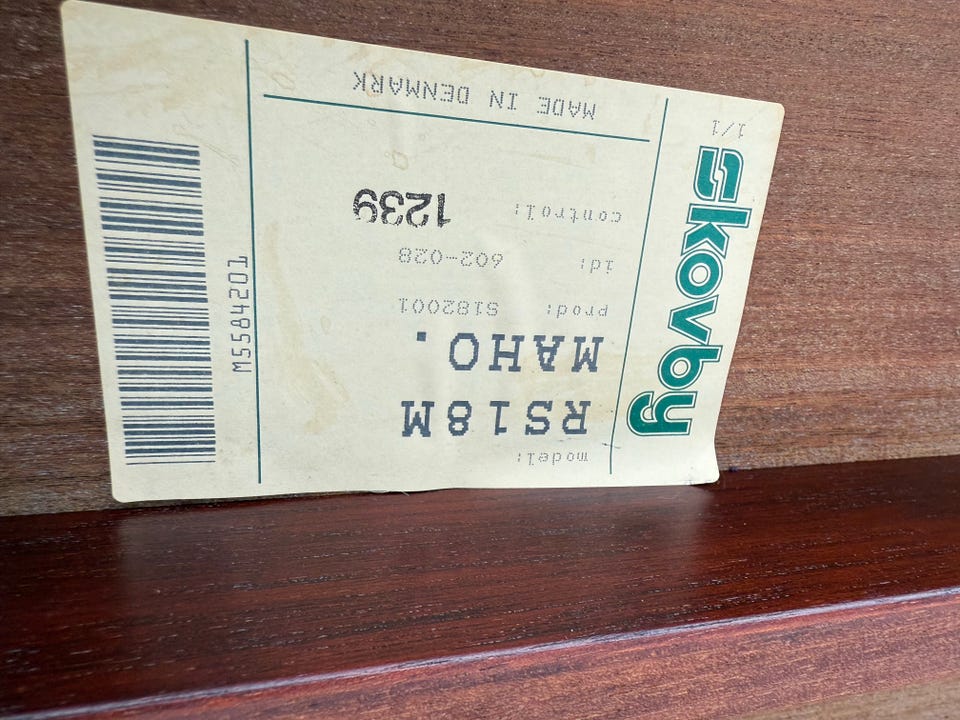 skovby
1/1
model:
RS18M
MAHO.
prod: S182001
id: 602-028
control: 1239
MADE IN DENMARK
M5584201